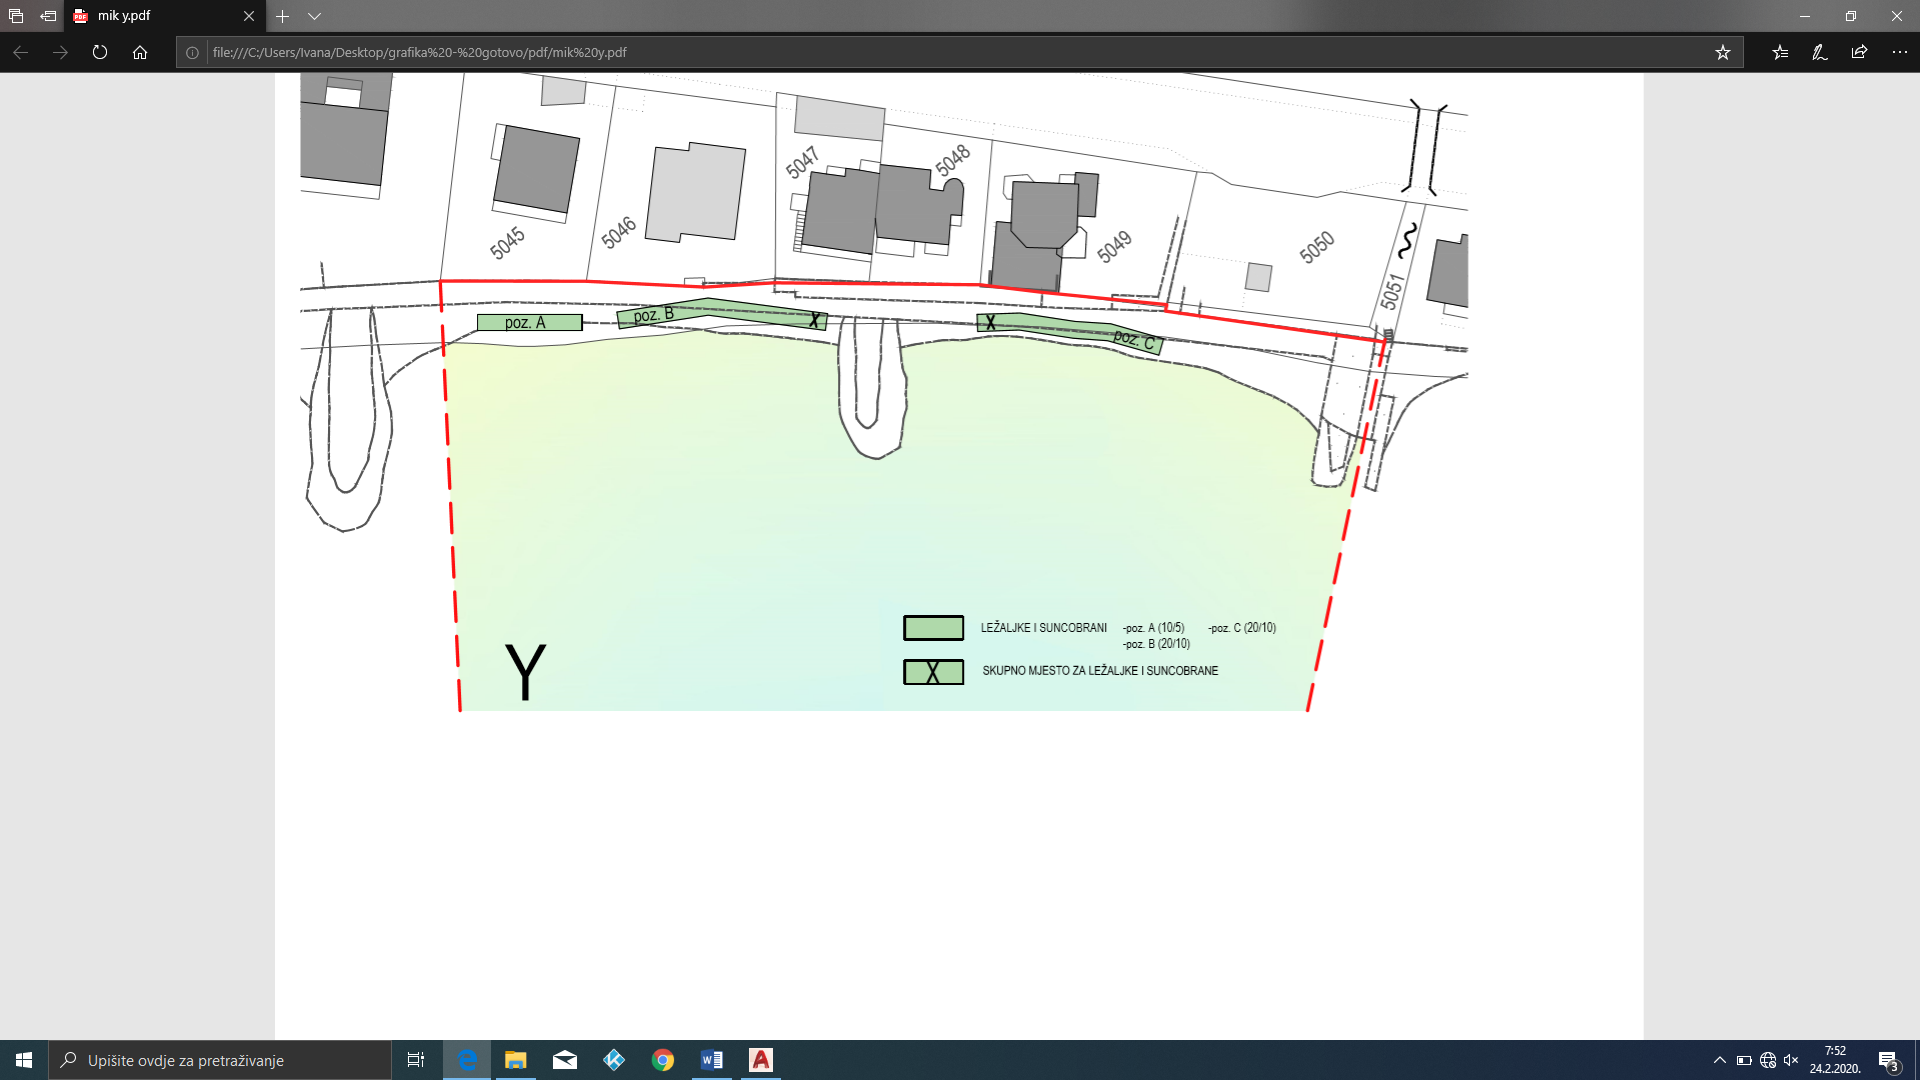 mik y.pdf
file:///C:/Users/Ivana/Desktop/grafika%20-%20gotovo/pdf/mik%20y.pdf
5045
5046
5047
5048
5049
5050
5051
poz. A
poz. B
X
X
poz. C
LEŽALJKE I SUNCOBRANI -poz. A (10/5) -poz. C (20/10)
-poz. B (20/10)
X SKUPNO MJESTO ZA LEŽALJKE I SUNCOBRANE
Y
Upišite ovdje za pretraživanje
7:52
24.2.2020.
3